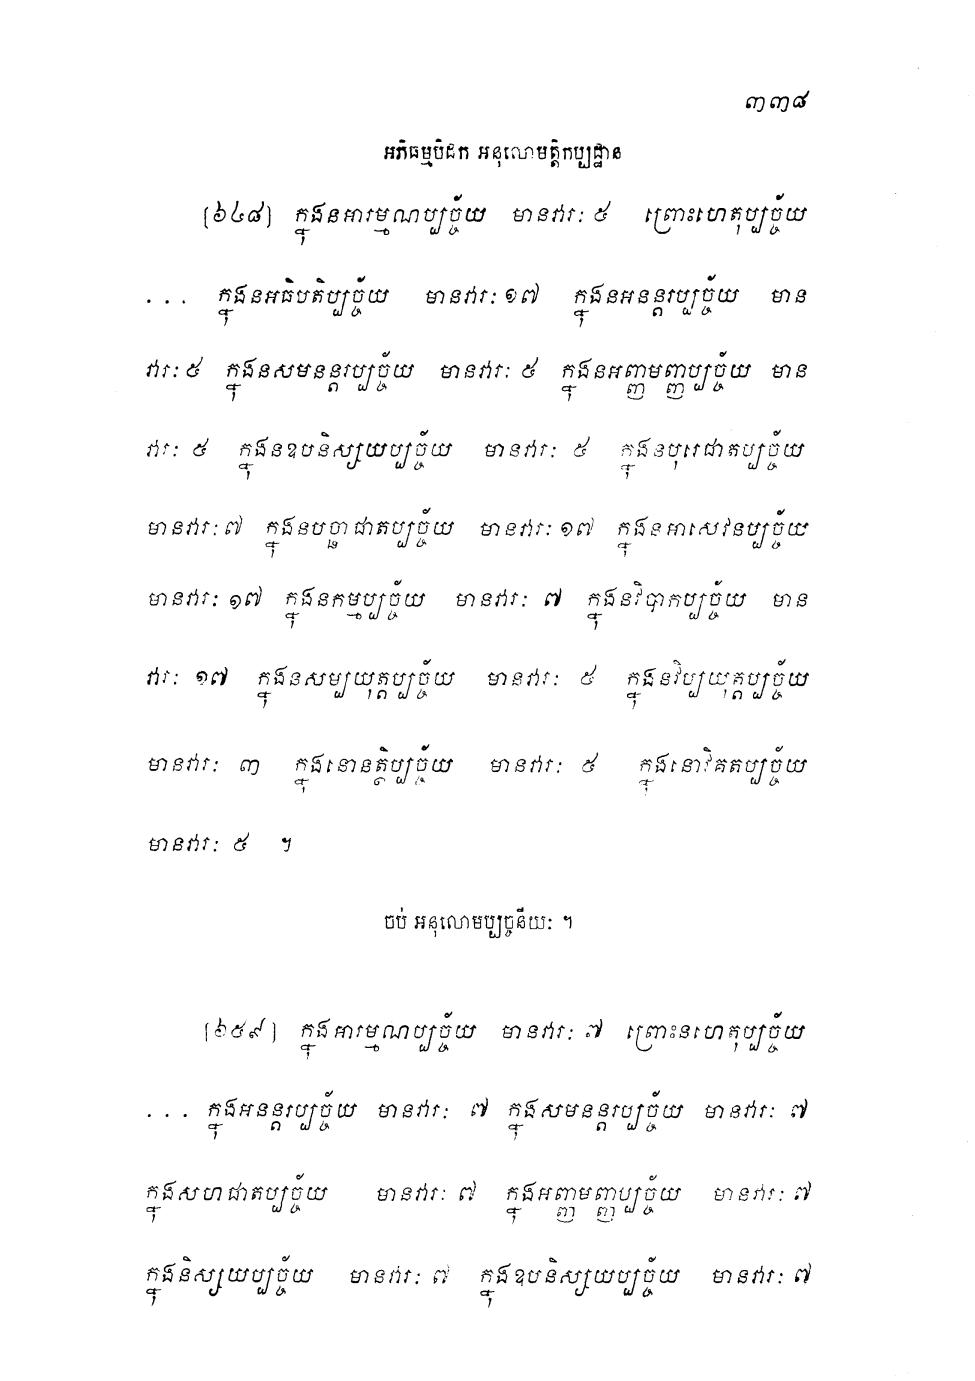 ៣៣៨
អភិធម្មបិដក អនុលោមត្តិកប្បដ្ឋាន
[៦៤៨] ក្នុងនអារម្មណប្បច្ច័យ មានវារៈ ៥ ព្រោះហេតុប្បច្ច័យ
... ក្នុងនអធិបតិប្បច្ច័យ មានវារៈ ១៧ ក្នុងនអនន្តរប្បច្ច័យ មាន
វារៈ ៥ ក្នុងនសមនន្តរប្បច្ច័យ មានវារៈ ៥ ក្នុងនអញ្ញមញ្ញប្បច្ច័យ មាន
វារៈ ៥ ក្នុងនឧបនិស្សយប្បច្ច័យ មានវារៈ ៥ ក្នុងនបុរេជាតប្បច្ច័យ
មានវារៈ ៧ ក្នុងនបច្ឆាជាតប្បច្ច័យ មានវារៈ ១៧ ក្នុងនអាសេវនប្បច្ច័យ
មានវារៈ ១៧ ក្នុងនកម្មប្បច្ច័យ មានវារៈ ៧ ក្នុងនវិបាកប្បច្ច័យ មាន
វារៈ ១៧ ក្នុងនសម្បយុត្តប្បច្ច័យ មានវារៈ ៥ ក្នុងនវិប្បយុត្តប្បច្ច័យ
មានវារៈ ៣ ក្នុងនោនត្ថិប្បច្ច័យ មានវារៈ ៥ ក្នុងនោវិគតប្បច្ច័យ
មានវារៈ ៥ ។
ចប់ អនុលោមប្បច្ចនីយៈ ។
[៦៥៩] ក្នុងអារម្មណប្បច្ច័យ មានវារៈ ៧ ព្រោះនហេតុប្បច្ច័យ
... ក្នុងអនន្តរប្បច្ច័យ មានវារៈ ៧ ក្នុងសមនន្តរប្បច្ច័យ មានវារៈ ៧
ក្នុងសហជាតប្បច្ច័យ មានវារៈ ៧ ក្នុងអញ្ញមញ្ញប្បច្ច័យ មានវារៈ ៧
ក្នុងនិស្សយប្បច្ច័យ មានវារៈ ៧ ក្នុងឧបនិស្សយប្បច្ច័យ មានវារៈ ៧